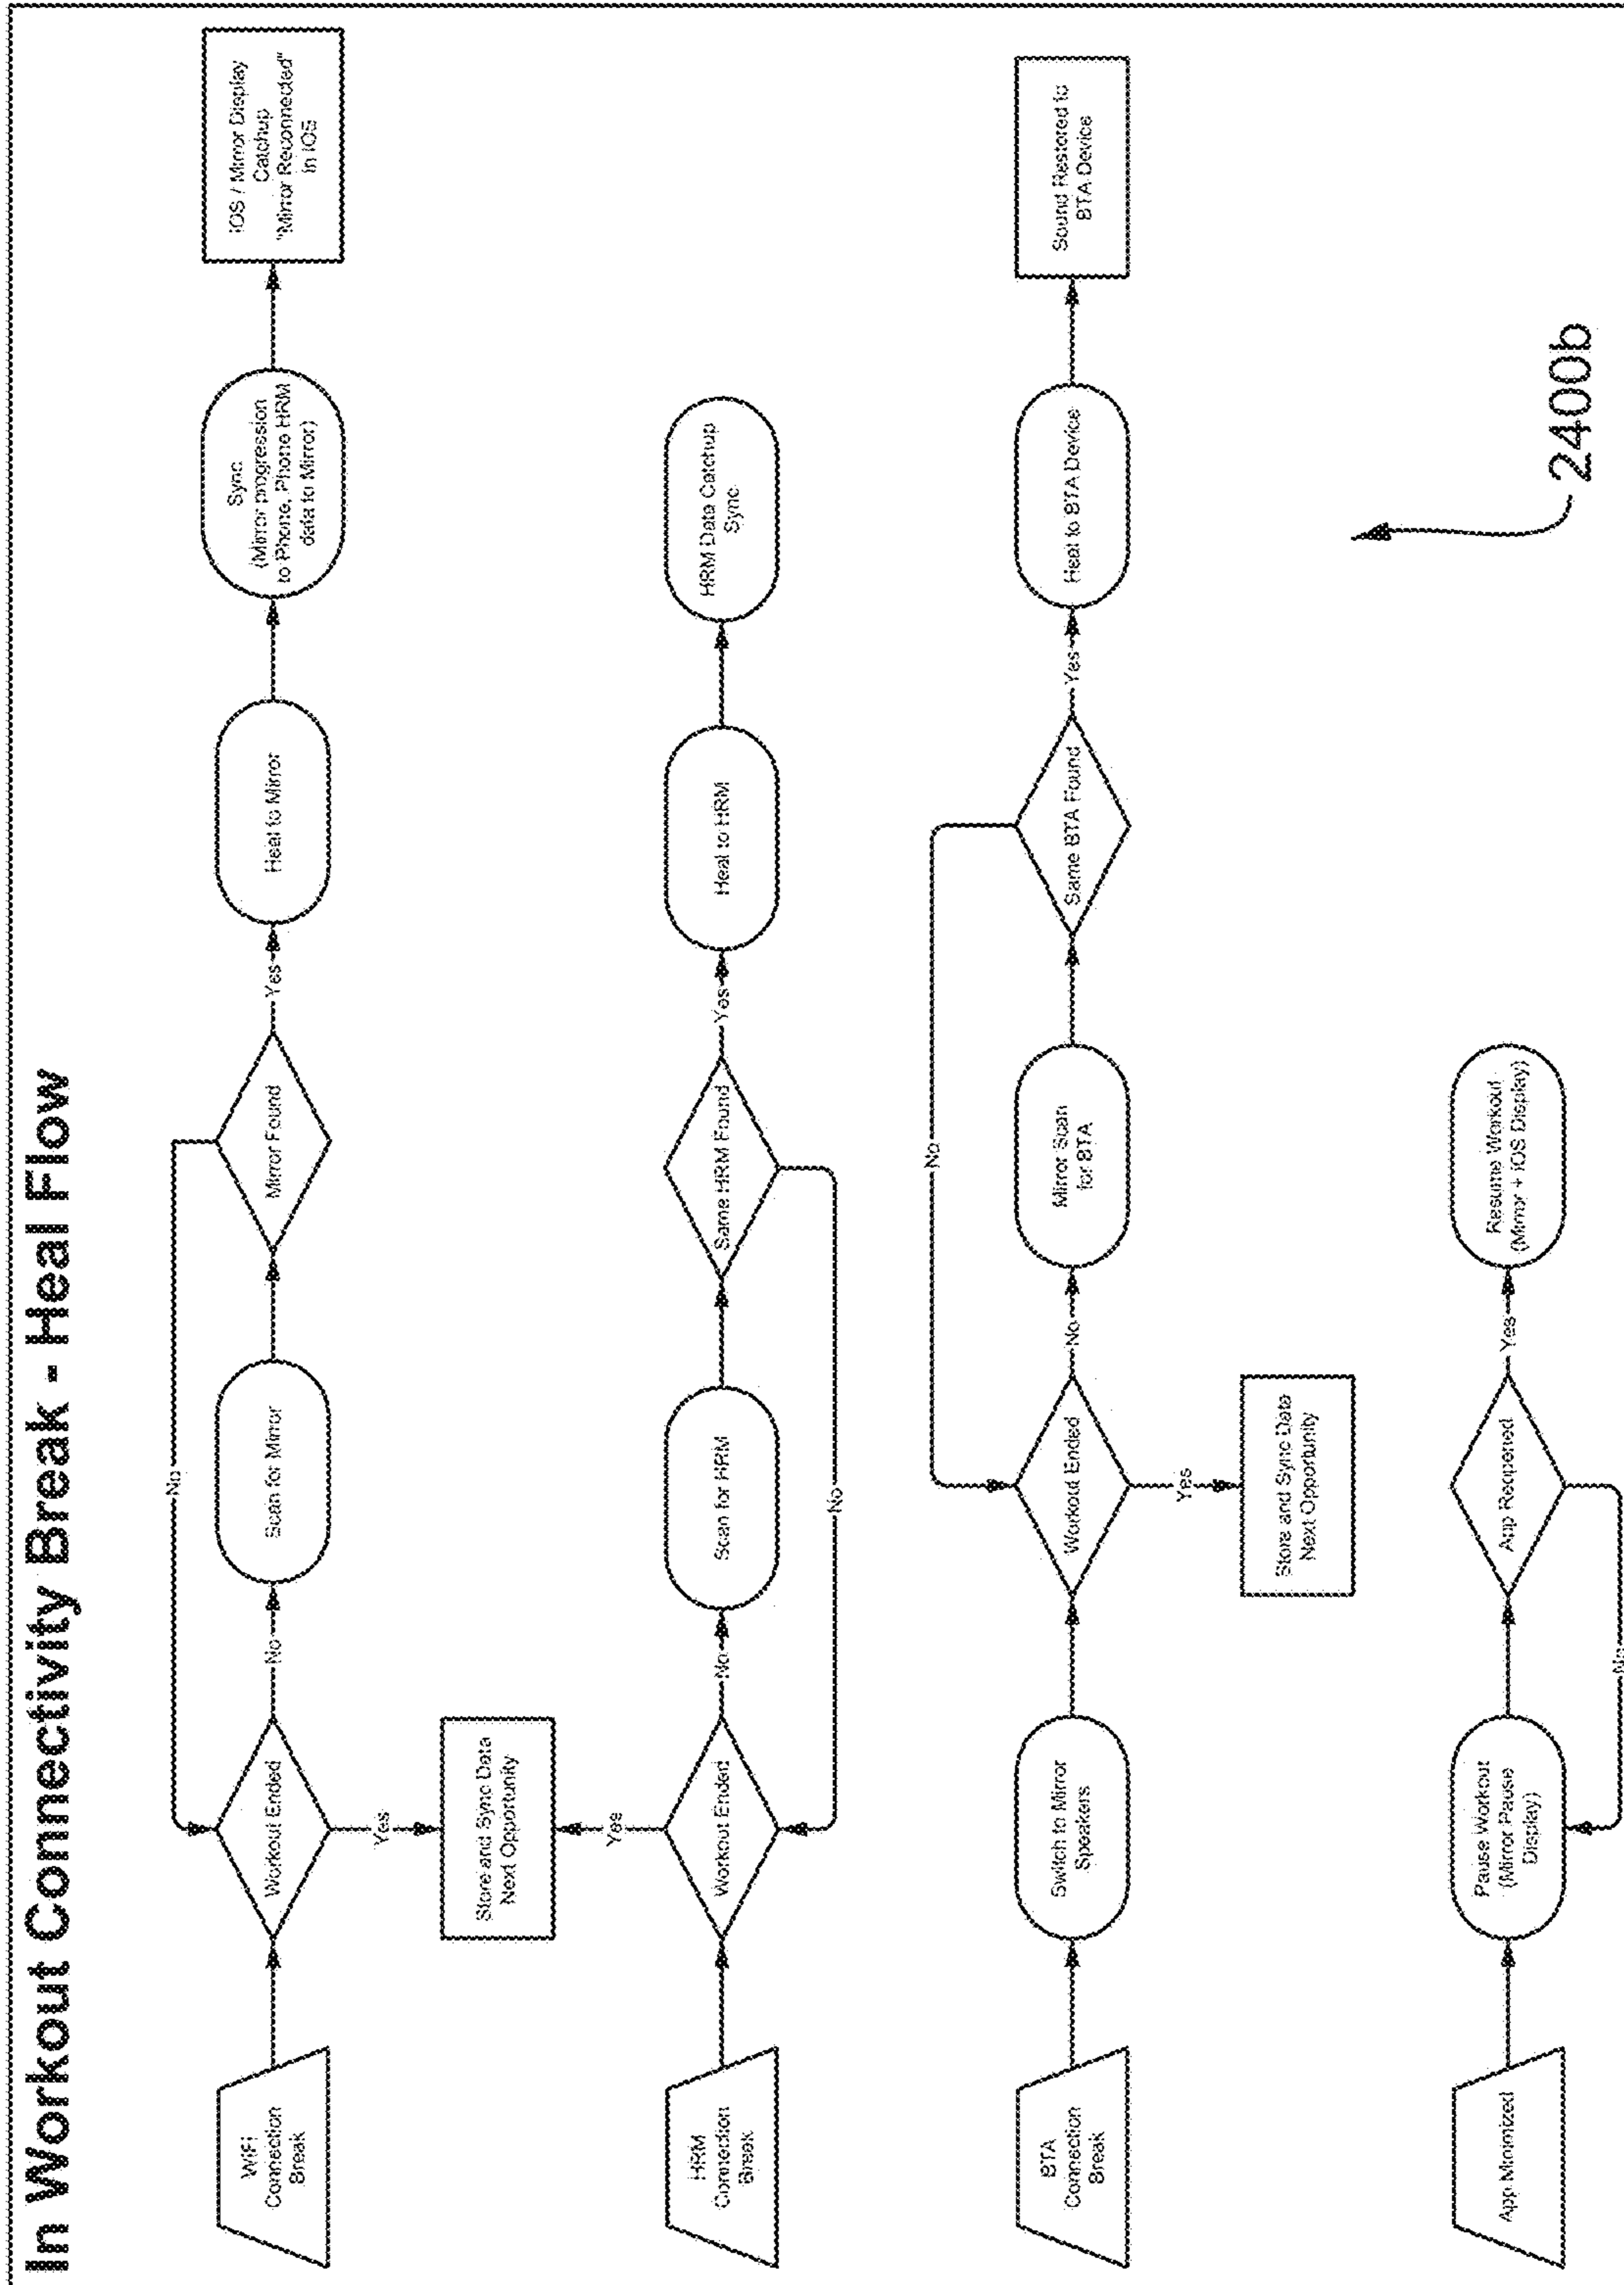 In Workout Connectivity Break - Heal Flow
WiFi
Connection
Break
Workout Ended
No
Scan for Mirror
Mirror Found
No
Yes
Heal to Mirror
Sync
(Mirror progression
to Phone, Phone HRM
data to Mirror)
iOS / Mirror Display
Catchup
"Mirror Reconnected"
in iOS
Yes
Store and Sync Data
Next Opportunity
Yes
HRM
Connection
Break
Workout Ended
No
Scan for HRM
Same HRM Found
No
Yes
Heal to HRM
HRM Data Catchup
Sync
BTA
Connection
Break
Switch to Mirror
Speakers
Workout Ended
No
Mirror Scan
for BTA
Same BTA Found
No
Yes
Heal to BTA Device
Sound Restored to
BTA Device
Yes
Store and Sync Data
Next Opportunity
App Minimized
Pause Workout
(Mirror Pause
Display)
App Reopened
No
Yes
Resume Workout
(Mirror + iOS Display)
2400b